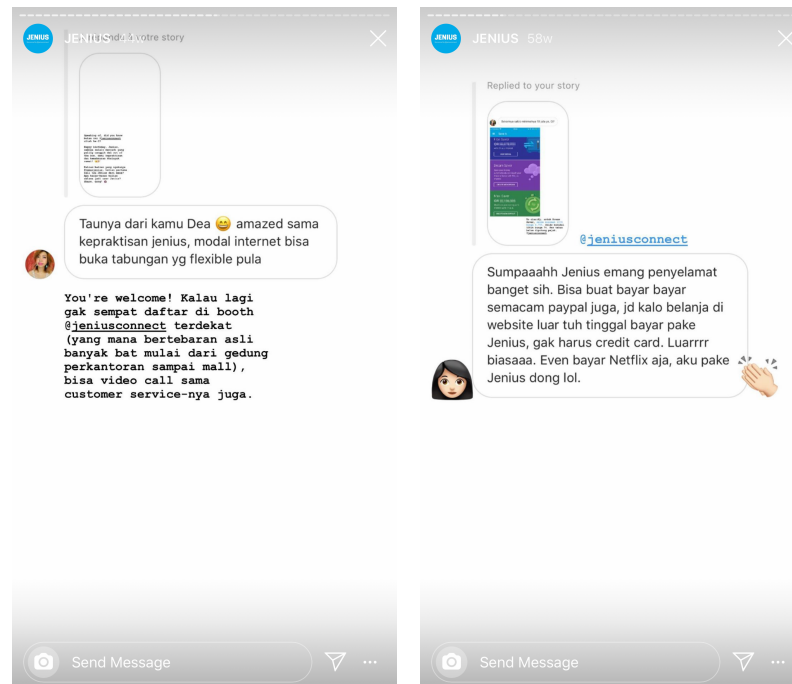 JENIUS
JENIUS
votre story
Taunya dari kamu Dea 😄 amazed sama
kepraktisan jenius, modal internet bisa
buka tabungan yg flexible pula
You're welcome! Kalau lagi
gak sempat daftar di booth
@jeniusconnect terdekat
(yang mana bertebaran asli
banyak bat mulai dari gedung
perkantoran sampai mall),
bisa video call sama
customer service-nya juga.
Send Message
JENIUS
JENIUS 58w
Replied to your story
@jeniusconnect
Sumpaaahh Jenius emang penyelamat
banget sih. Bisa buat bayar bayar
semacam paypal juga, jd kalo belanja di
website luar tuh tinggal bayar pake
Jenius, gak harus credit card. Luarrrr
biasaaa. Even bayar Netflix aja, aku pake
Jenius dong lol.
Send Message